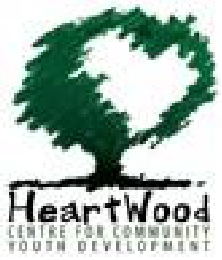 HeartWood
CENTRE FOR COMMUNITY
YOUTH DEVELOPMENT